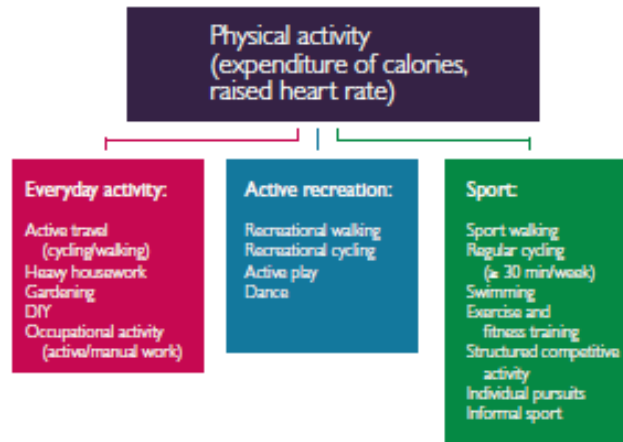 Physical activity
(expenditure of calories,
raised heart rate)
Everyday activity:
Active travel
(cycling/walking)
Heavy housework
Gardening
DIY
Occupational activity
(active/manual work)
Active recreation:
Recreational walking
Recreational cycling
Active play
Dance
Sport:
Sport walking
Regular cycling
(≥ 30 min/week)
Swimming
Exercise and
fitness training
Structured competitive
activity
Individual pursuits
Informal sport